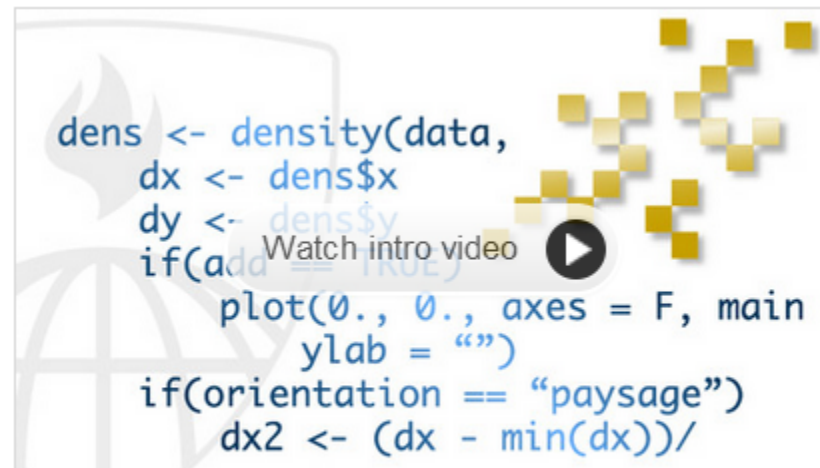 dens <- density(data,
dx <- dens$x
dy <- dens$y
Watch intro video
if(add == TRUE)
plot(0., 0., axes = F, main
ylab = “”)
if(orientation == “paysage”)
dx2 <- (dx - min(dx))/